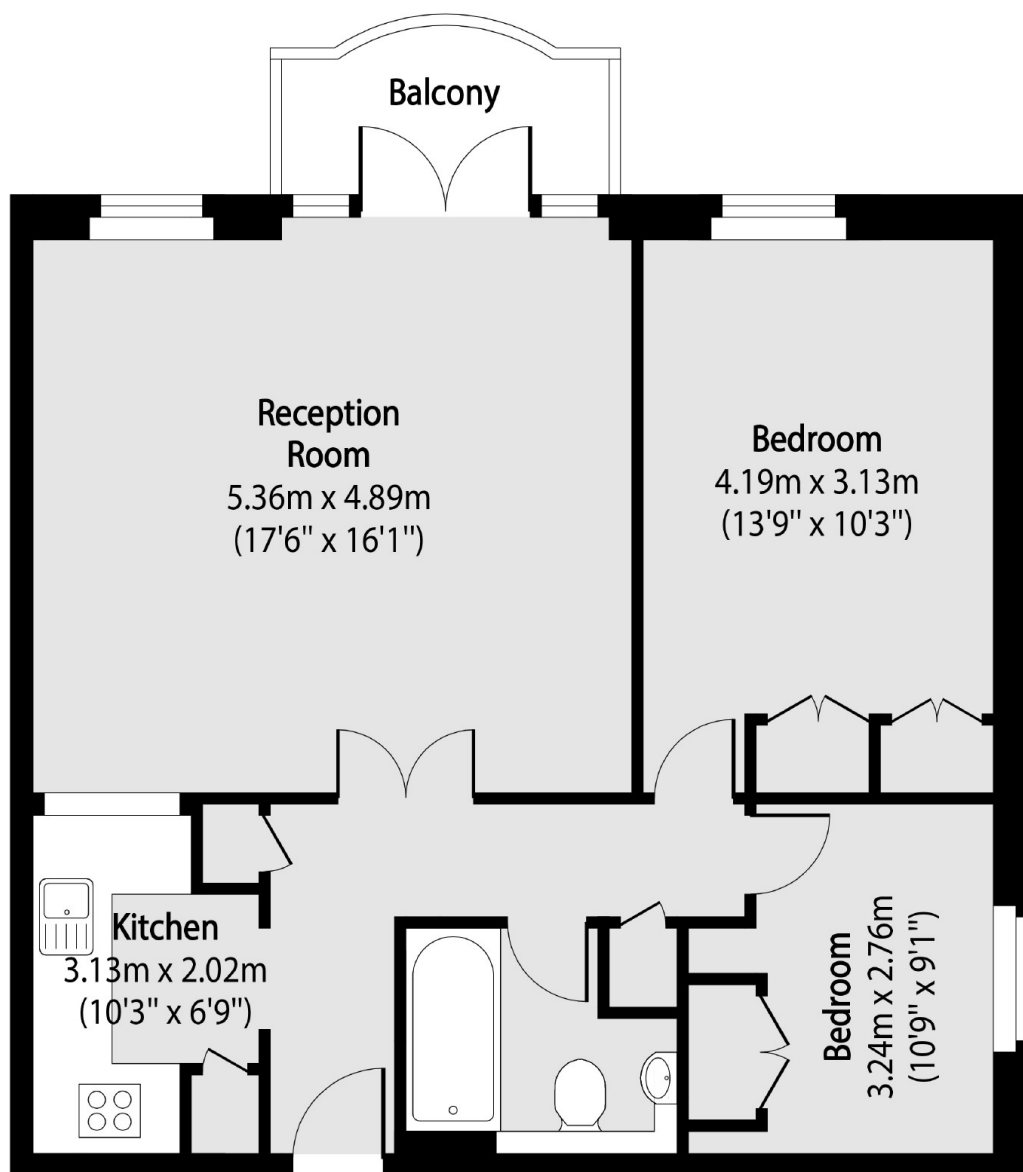 Balcony
Reception
Room
5.36m x 4.89m
(17'6" x 16'1")
Bedroom
4.19m x 3.13m
(13'9" x 10'3")
Kitchen
3.13m x 2.02m
(10'3" x 6'9")
Bedroom
3.24m x 2.76m
(10'9" x 9'1")